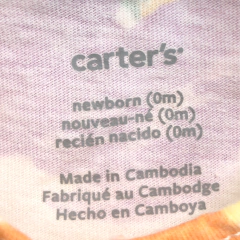 carter's
newborn (0m)
nouveau-né (0m)
recién nacido (0m)
Made in Cambodia
Fabriqué au Cambodge
Hecho en Camboya